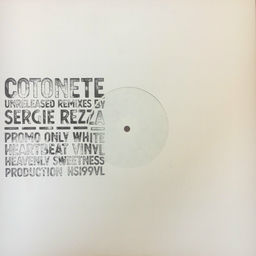 COTONETE
UNRELEASED REMIXES BY
SERGIE REZZA
PROMO ONLY WHITE
HEARTBEAT VINYL
HEAVENLY SWEETNESS
PRODUCTION HS199VL